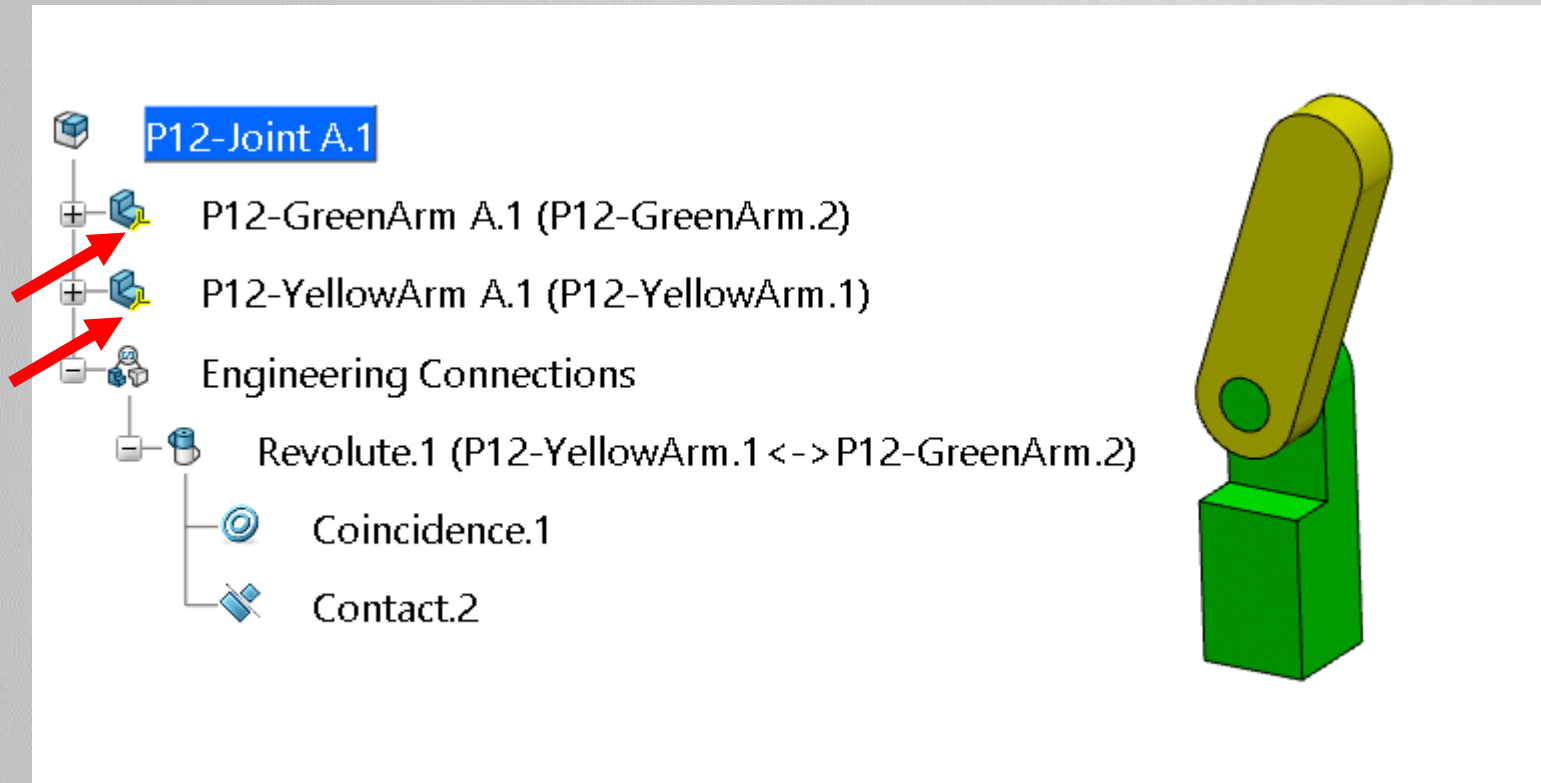 P12-Joint A.1
P12-GreenArm A.1 (P12-GreenArm.2)
P12-YellowArm A.1 (P12-YellowArm.1)
Engineering Connections
Revolute.1 (P12-YellowArm.1<->P12-GreenArm.2)
Coincidence.1
Contact.2